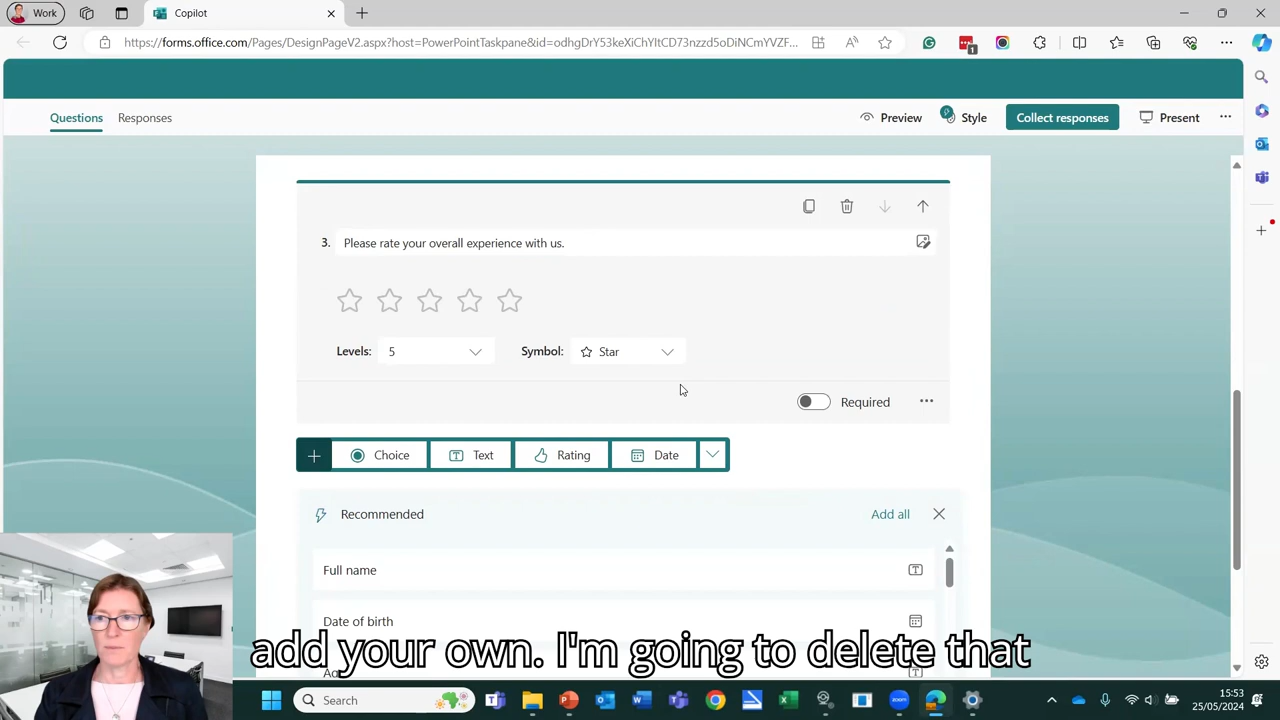 Work
Copilot
https://forms.office.com/Pages/DesignPageV2.aspx?host=PowerPointTaskpane&id=odhgDrY53keXiChYItCD73nzzd5oDiNCmYVZF...
1
Questions
Responses
Preview
Style
Collect responses
Present
3. Please rate your overall experience with us.
Levels: 5
Symbol: Star
Required
Choice
Text
Rating
Date
Recommended
Add all
Full name
Date of birth
add your own. I'm going to delete that
Search
15:53
25/05/2024